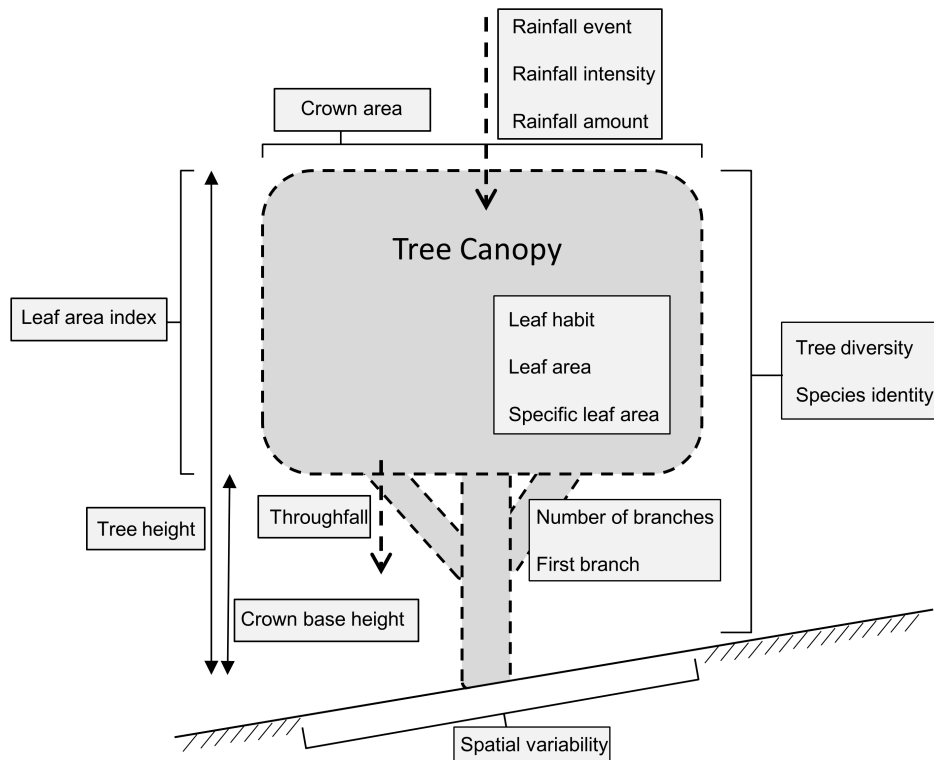 Rainfall event
Rainfall intensity
Rainfall amount
Crown area
Tree Canopy
Leaf area index
Leaf habit
Leaf area
Specific leaf area
Tree diversity
Species identity
Tree height
Throughfall
Number of branches
First branch
Crown base height
Spatial variability